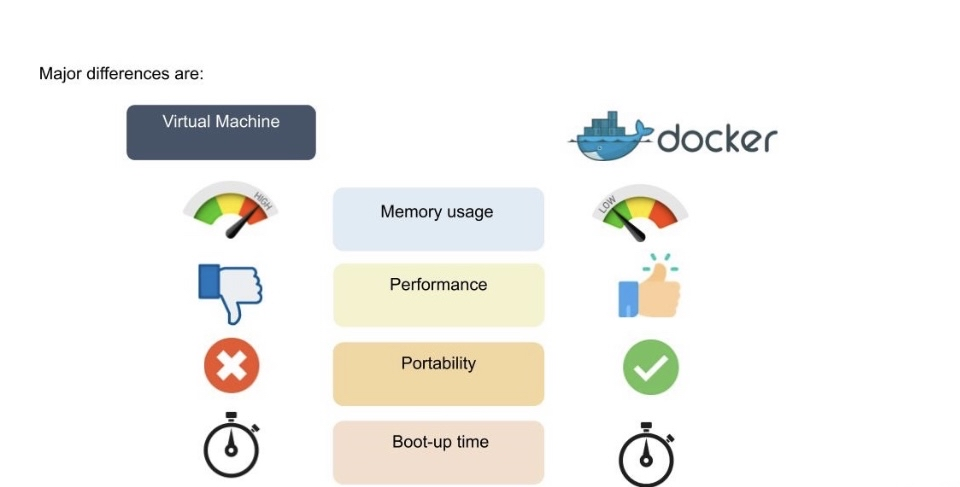 Major differences are:
Virtual Machine
docker
HIGH
Memory usage
LOW
Performance
Portability
Boot-up time